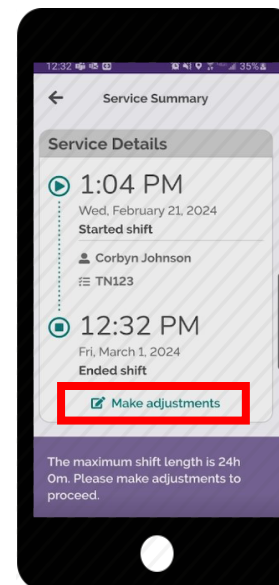 12:32 35%
Service Summary
Service Details
1:04 PM
Wed, February 21, 2024
Started shift
Corbyn Johnson
TN123
12:32 PM
Fri, March 1, 2024
Ended shift
Make adjustments
The maximum shift length is 24h
0m. Please make adjustments to
proceed.